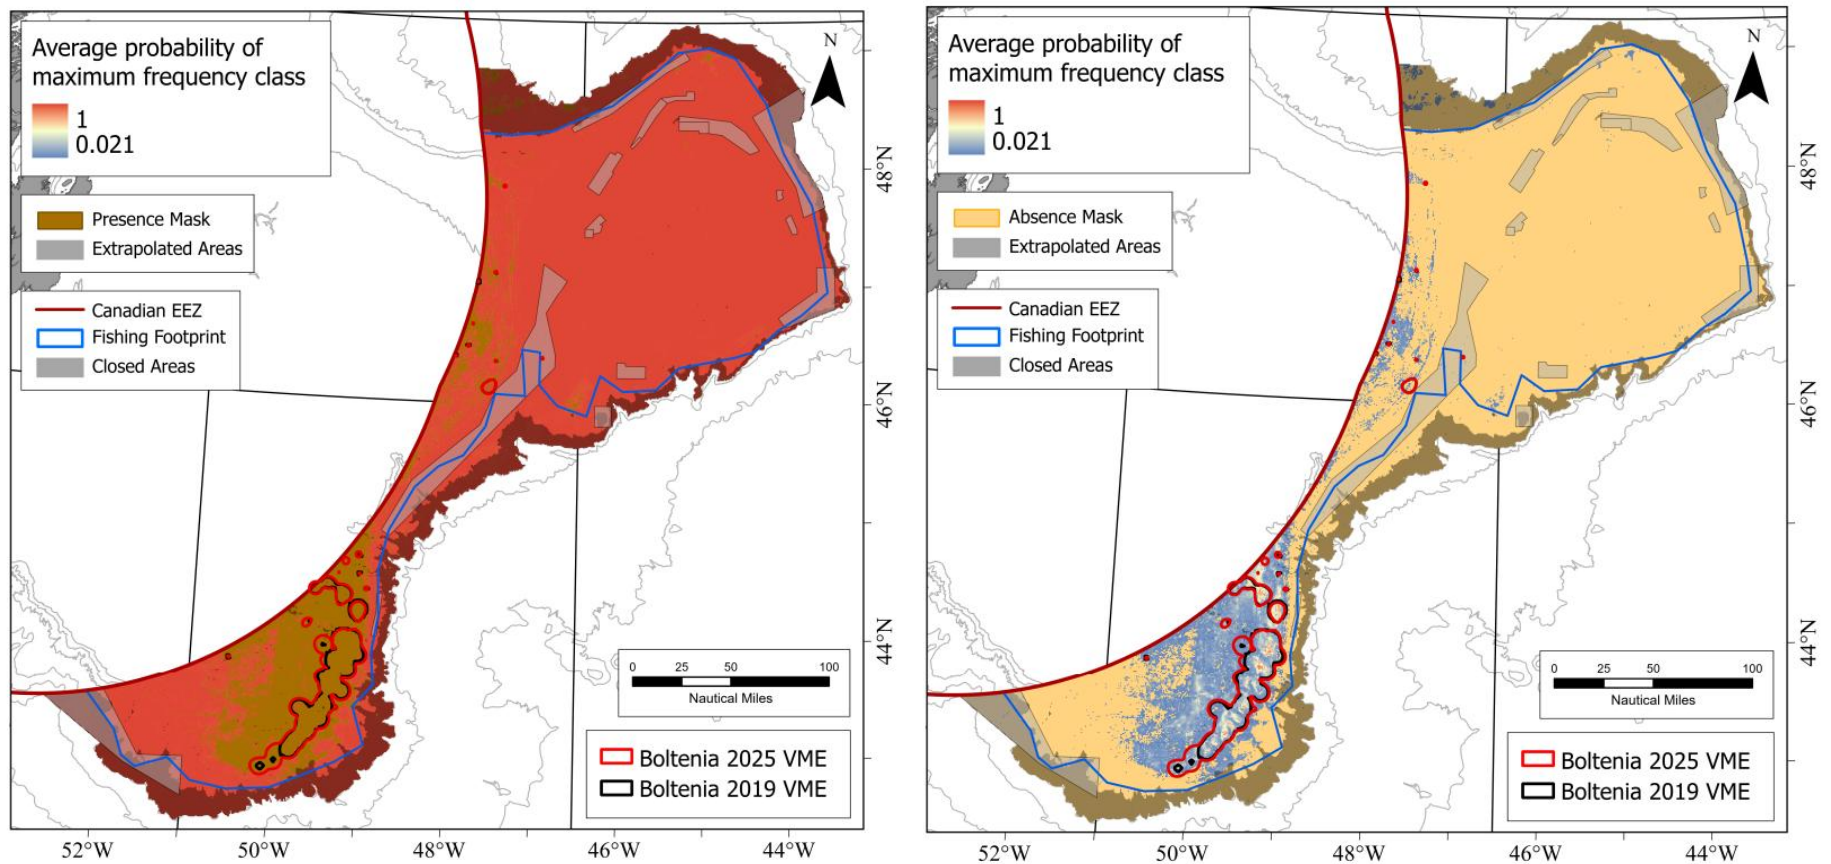 Average probability of
maximum frequency class
1
0.021
Presence Mask
Extrapolated Areas
Canadian EEZ
Fishing Footprint
Closed Areas
N
48°N
46°N
44°N
0 25 50 100
Nautical Miles
Boltenia 2025 VME
Boltenia 2019 VME
52°W 50°W 48°W 46°W 44°W
Average probability of
maximum frequency class
1
0.021
Absence Mask
Extrapolated Areas
Canadian EEZ
Fishing Footprint
Closed Areas
N
48°N
46°N
44°N
0 25 50 100
Nautical Miles
Boltenia 2025 VME
Boltenia 2019 VME
52°W 50°W 48°W 46°W 44°W